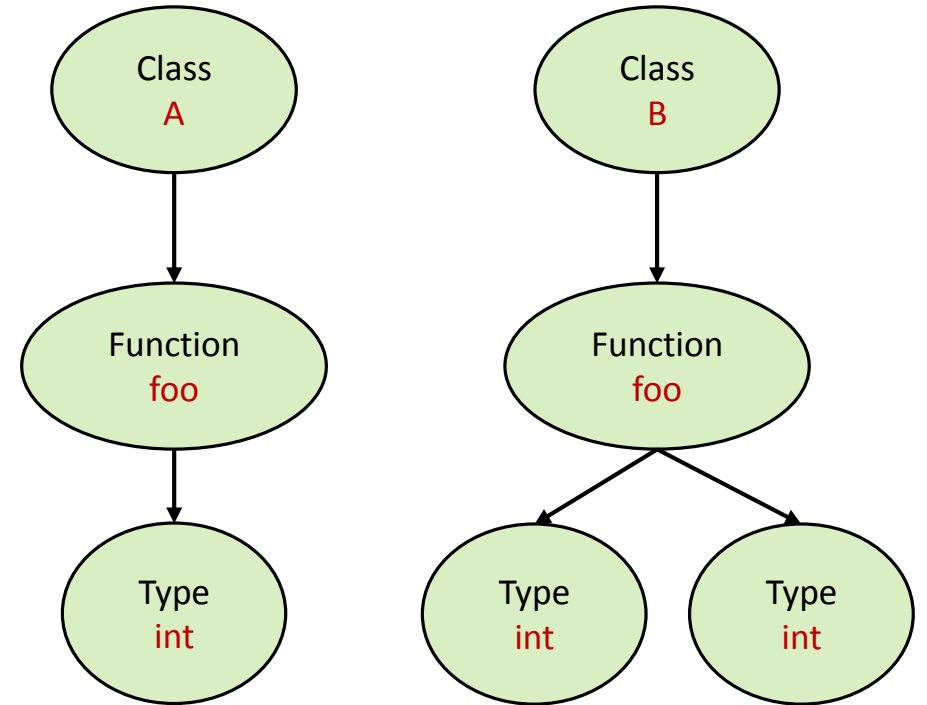 Class
A
Class
B
Function
foo
Function
foo
Type
int
Type
int
Type
int